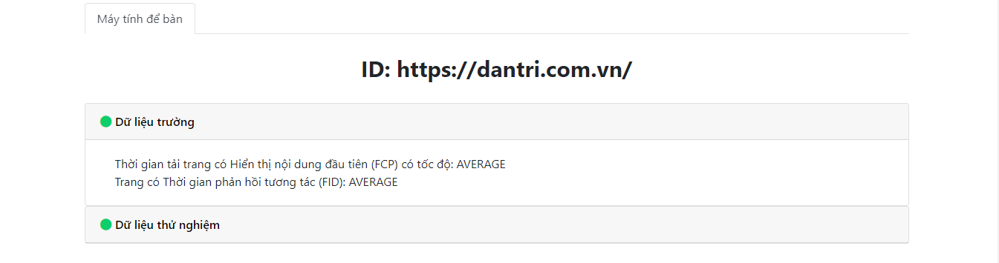 Máy tính để bàn
ID: https://dantri.com.vn/
Dữ liệu trường
Thời gian tải trang có Hiển thị nội dung đầu tiên (FCP) có tốc độ: AVERAGE
Trang có Thời gian phản hồi tương tác (FID): AVERAGE
Dữ liệu thử nghiệm